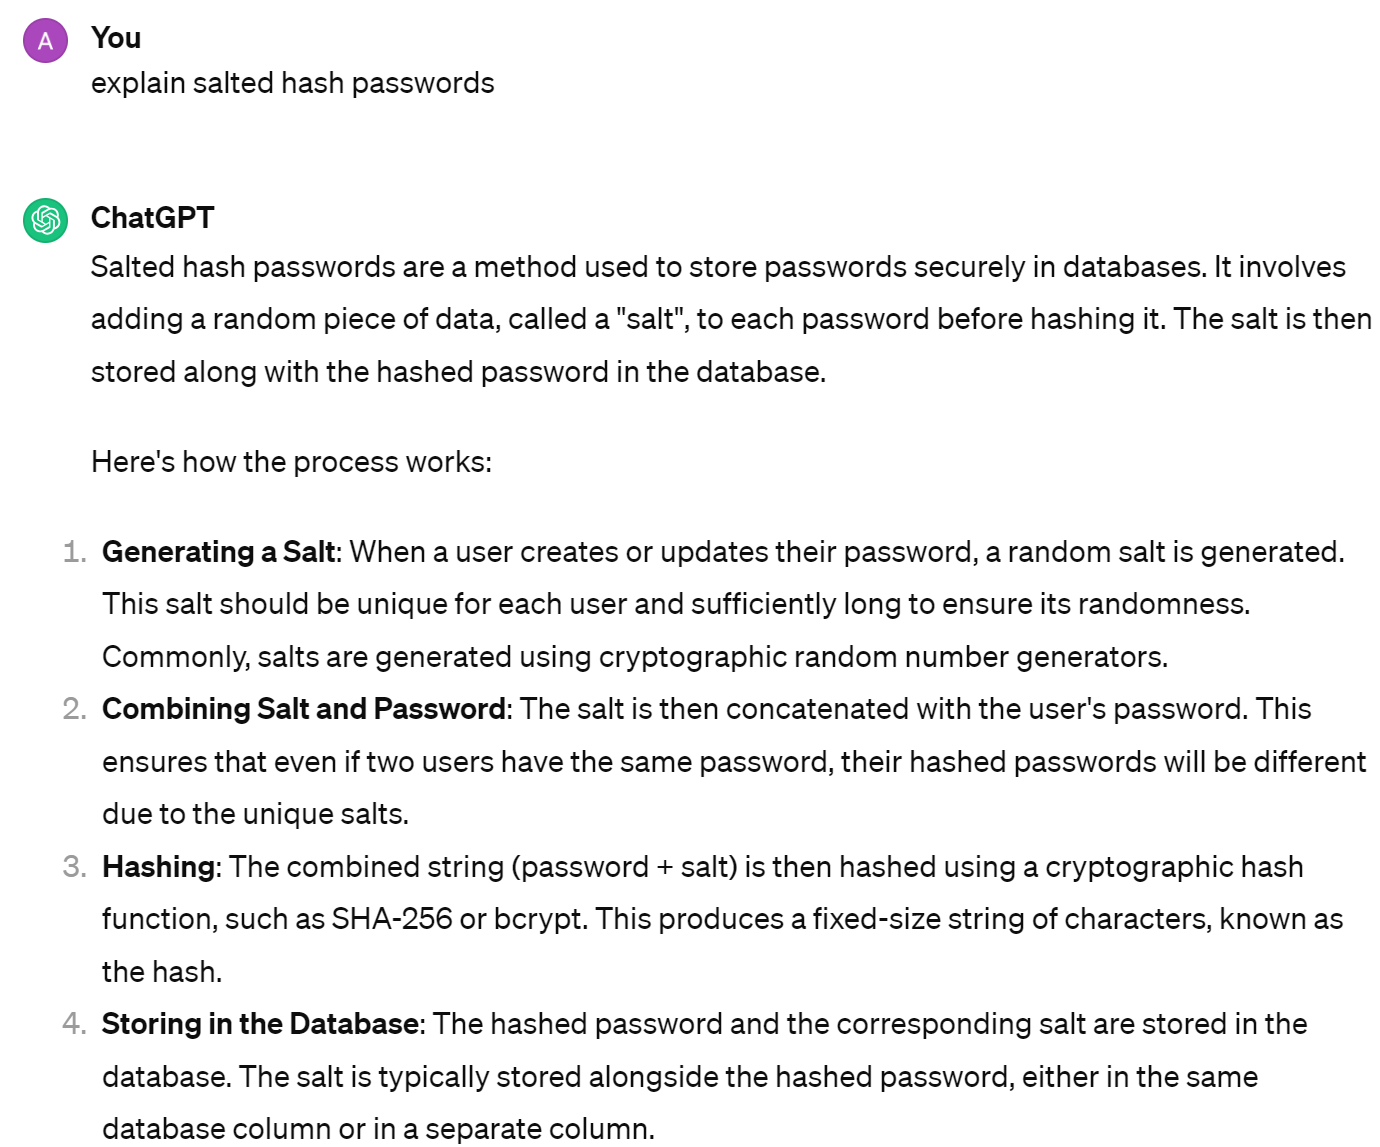 A
You
explain salted hash passwords
ChatGPT
Salted hash passwords are a method used to store passwords securely in databases. It involves
adding a random piece of data, called a "salt", to each password before hashing it. The salt is then
stored along with the hashed password in the database.
Here's how the process works:
1. Generating a Salt: When a user creates or updates their password, a random salt is generated.
This salt should be unique for each user and sufficiently long to ensure its randomness.
Commonly, salts are generated using cryptographic random number generators.
2. Combining Salt and Password: The salt is then concatenated with the user's password. This
ensures that even if two users have the same password, their hashed passwords will be different
due to the unique salts.
3. Hashing: The combined string (password + salt) is then hashed using a cryptographic hash
function, such as SHA-256 or bcrypt. This produces a fixed-size string of characters, known as
the hash.
4. Storing in the Database: The hashed password and the corresponding salt are stored in the
database. The salt is typically stored alongside the hashed password, either in the same
database column or in a separate column.